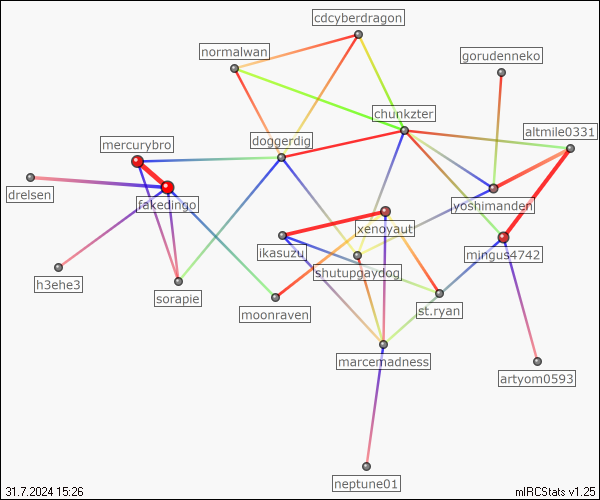 cdcyberdragon
normalwan
gorudenneko
chunkzter
altmile0331
doggerdig
mercurybro
drelsen
fakedingo
yoshimanden
xenoyaut
ikasuzu
mingus4742
shutupgaydog
h3ehe3
sorapie
moonraven
st.ryan
marcemadness
artyom0593
neptune01
31.7.2024 15:26
mIRCStats v1.25